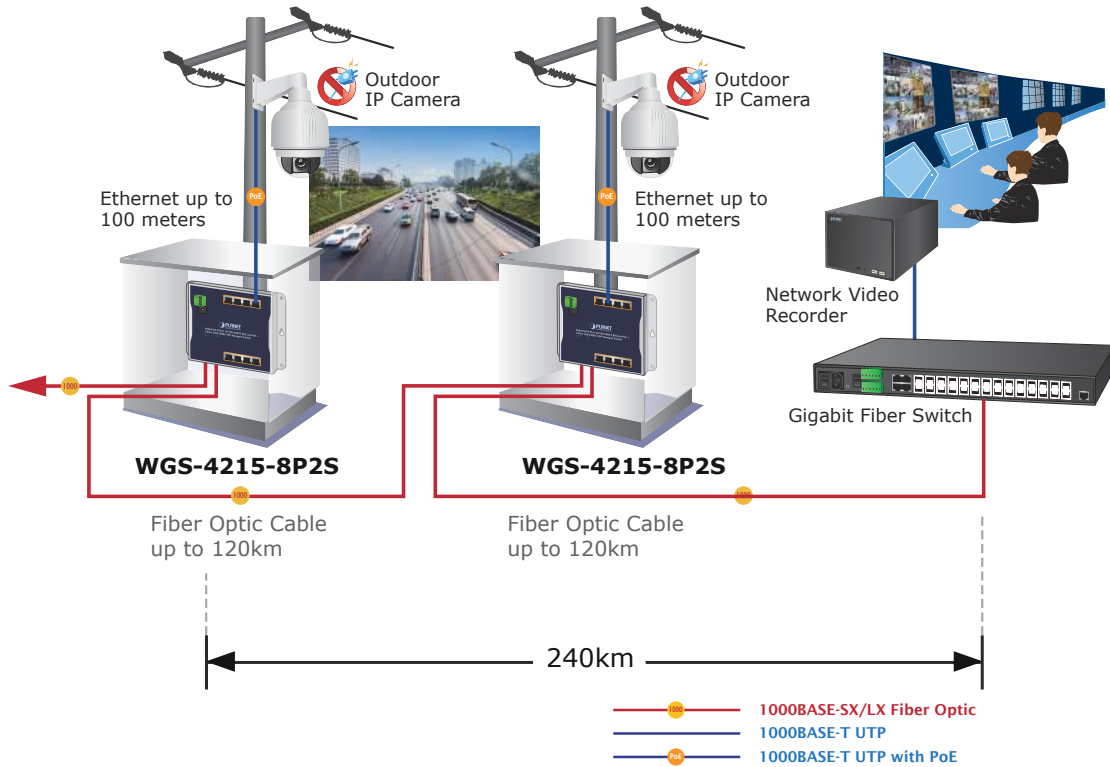 Outdoor
IP Camera
Outdoor
IP Camera
Ethernet up to
100 meters
PoE
Ethernet up to
100 meters
PoE
PLANET
PLANET
Network Video
Recorder
Gigabit Fiber Switch
1000
WGS-4215-8P2S
WGS-4215-8P2S
1000
1000
Fiber Optic Cable
up to 120km
Fiber Optic Cable
up to 120km
240km
1000
1000BASE-SX/LX Fiber Optic
1000BASE-T UTP
PoE
1000BASE-T UTP with PoE